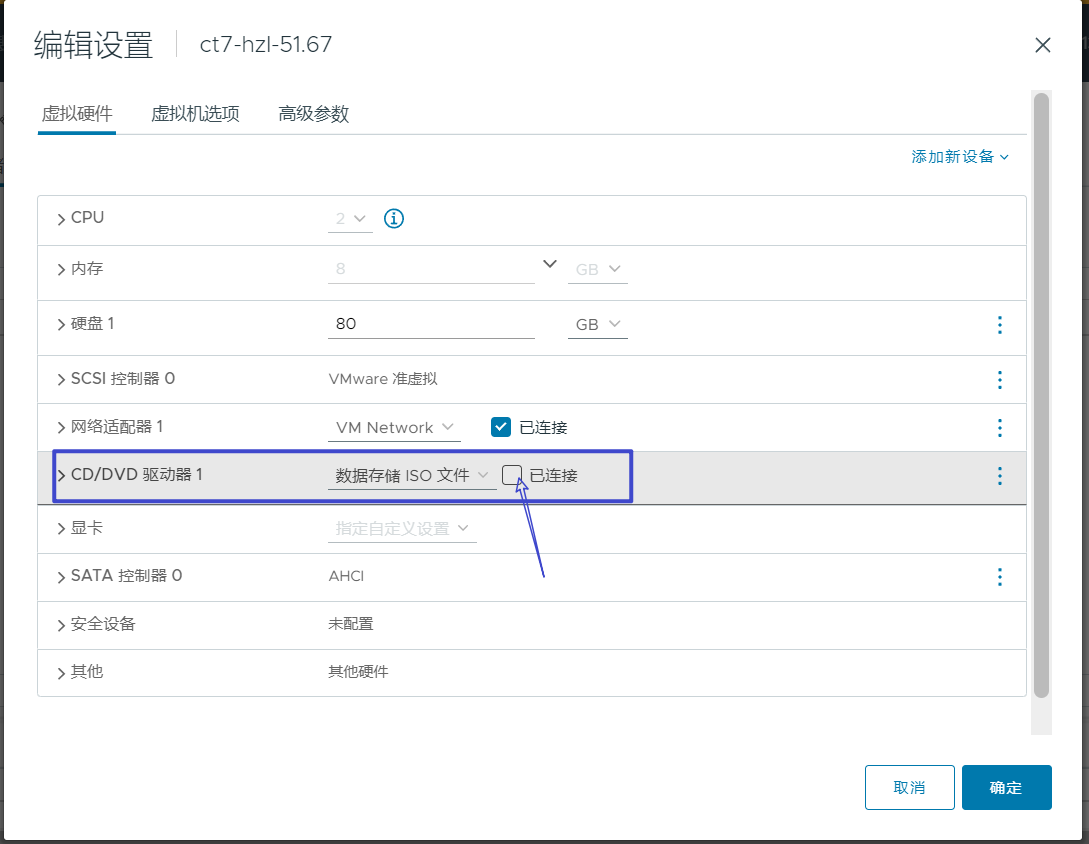 编辑设置 ct7-hzl-51.67
虚拟硬件 虚拟机选项 高级参数
添加新设备
CPU 2
内存 8 GB
硬盘 1 80 GB
SCSI 控制器 0 VMware 准虚拟
网络适配器 1 VM Network 已连接
CD/DVD 驱动器 1 数据存储 ISO 文件 已连接
显卡 指定自定义设置
SATA 控制器 0 AHCI
安全设备 未配置
其他 其他硬件
取消 确定